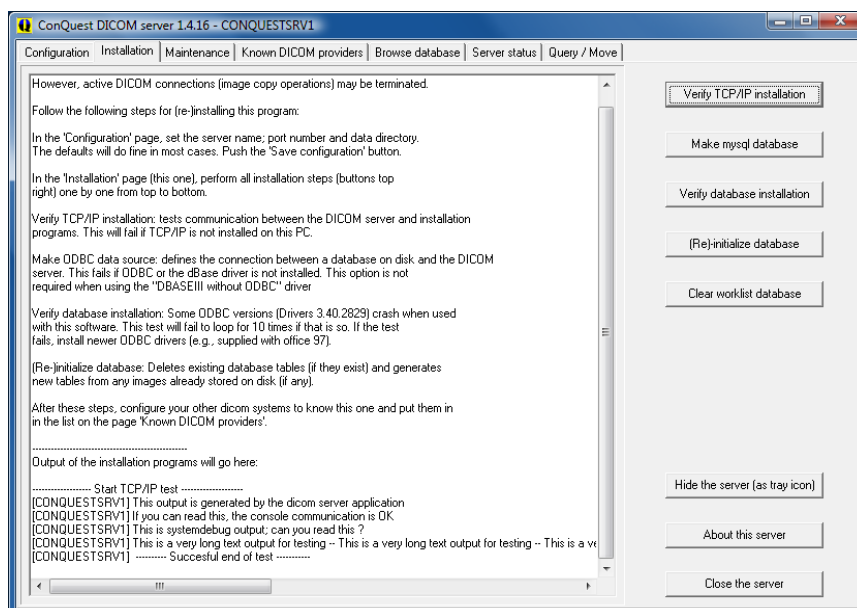 ConQuest DICOM server 1.4.16 - CONQUESTSRV1
Configuration Installation Maintenance Known DICOM providers Browse database Server status Query / Move
However, active DICOM connections (image copy operations) may be terminated.
Follow the following steps for (re-)installing this program:
In the 'Configuration' page, set the server name; port number and data directory.
The defaults will do fine in most cases. Push the 'Save configuration' button.
In the 'Installation' page (this one), perform all installation steps (buttons top
right) one by one from top to bottom.
Verify TCP/IP installation: tests communication between the DICOM server and installation
programs. This will fail if TCP/IP is not installed on this PC.
Make ODBC data source: defines the connection between a database on disk and the DICOM
server. This fails if ODBC or the dBase driver is not installed. This option is not
required when using the "DBASEIII without ODBC" driver
Verify database installation: Some ODBC versions (Drivers 3.40.2829) crash when used
with this software. This test will fail to loop for 10 times if that is so. If the test
fails, install newer ODBC drivers (e.g., supplied with office 97).
(Re-)initialize database: Deletes existing database tables (if they exist) and generates
new tables from any images already stored on disk (if any).
After these steps, configure your other dicom systems to know this one and put them in
in the list on the page 'Known DICOM providers'.
--------------------------------------------------
Output of the installation programs will go here:
------------------- Start TCP/IP test --------------------
[CONQUESTSRV1] This output is generated by the dicom server application
[CONQUESTSRV1] If you can read this, the console communication is OK
[CONQUESTSRV1] This is systemdebug output; can you read this ?
[CONQUESTSRV1] This is a very long text output for testing -- This is a very long text output for testing -- This is a ve
[CONQUESTSRV1] ---------- Succesful end of test -----------
Verify TCP/IP installation
Make mysql database
Verify database installation
(Re)-initialize database
Clear worklist database
Hide the server (as tray icon)
About this server
Close the server